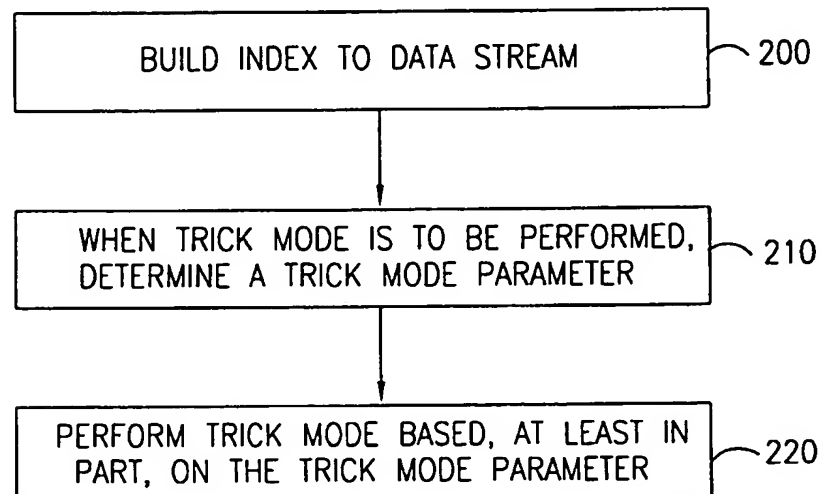 BUILD INDEX TO DATA STREAM 200
WHEN TRICK MODE IS TO BE PERFORMED,
DETERMINE A TRICK MODE PARAMETER 210
PERFORM TRICK MODE BASED, AT LEAST IN
PART, ON THE TRICK MODE PARAMETER 220